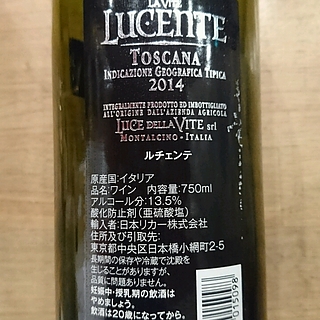 LA VITE
LUCENTE
TOSCANA
INDICAZIONE GEOGRAFICA TIPICA
2014
INTEGRALMENTE PRODOTTO ED IMBOTTIGLIATO
ALL'ORIGINE DALL'AZIENDA AGRICOLA
LUCE DELLA VITE srl
MONTALCINO - ITALIA
ルチェンテ
原産国:イタリア
品名:ワイン 内容量:750ml
アルコール分:13.5%
酸化防止剤(亜硫酸塩)
輸入者:日本リカー株式会社
住所及び引取先:
東京都中央区日本橋小網町2-5
長期間の保存や冷蔵で沈殿を
生じることがありますが、
品質に問題ありません。
妊娠中・授乳期の飲酒は
やめましょう。
飲酒は20歳になってから。